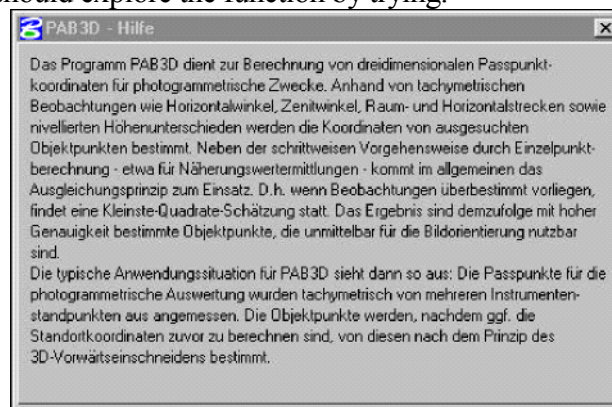 should explore the function by trying.
PAB3D - Hilfe
Das Programm PAB3D dient zur Berechnung von dreidimensionalen Passpunkt-
koordinaten für photogrammetrische Zwecke. Anhand von tachymetrischen
Beobachtungen wie Horizontalwinkel, Zenitwinkel, Raum- und Horizontalstrecken sowie
nivellierten Höhenunterschieden werden die Koordinaten von ausgesuchten
Objektpunkten bestimmt. Neben der schrittweisen Vorgehensweise durch Einzelpunkt-
berechnung - etwa für Näherungswertermittlungen - kommt im allgemeinen das
Ausgleichungsprinzip zum Einsatz. D.h. wenn Beobachtungen überbestimmt vorliegen,
findet eine Kleinste-Quadrate-Schätzung statt. Das Ergebnis sind demzufolge mit hoher
Genauigkeit bestimmte Objektpunkte, die unmittelbar für die Bildorientierung nutzbar
sind.
Die typische Anwendungssituation für PAB3D sieht dann so aus: Die Passpunkte für die
photogrammetrische Auswertung wurden tachymetrisch von mehreren Instrumenten-
standpunkten aus angemessen. Die Objektpunkte werden, nachdem ggf. die
Standortkoordinaten zuvor zu berechnen sind, von diesen nach dem Prinzip des
3D-Vorwärtseinschneidens bestimmt.